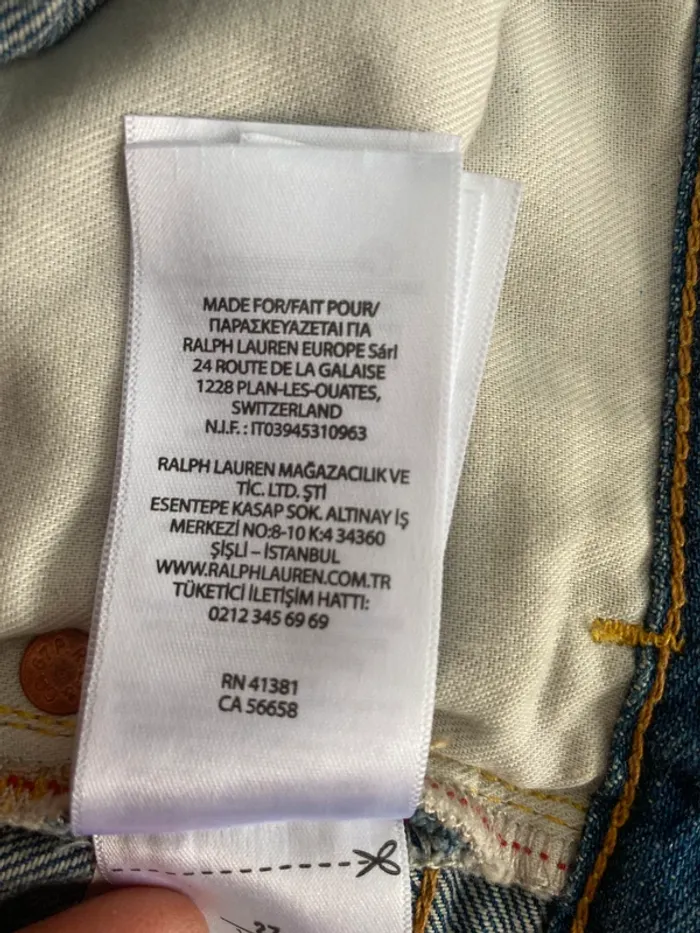 MADE FOR/FAIT POUR/
ΠΑΡΑΣΚΕΥΑΖΕΤΑΙ ΓΙΑ
RALPH LAUREN EUROPE Sárl
24 ROUTE DE LA GALAISE
1228 PLAN-LES-OUATES,
SWITZERLAND
N.I.F. : IT03945310963
RALPH LAUREN MAĞAZACILIK VE
TİC. LTD. ŞTİ
ESENTEPE KASAP SOK. ALTINAY İŞ
MERKEZİ NO:8-10 K:4 34360
ŞİŞLİ – İSTANBUL
WWW.RALPHLAUREN.COM.TR
TÜKETİCİ İLETİŞİM HATTI:
0212 345 69 69
RN 41381
CA 56658